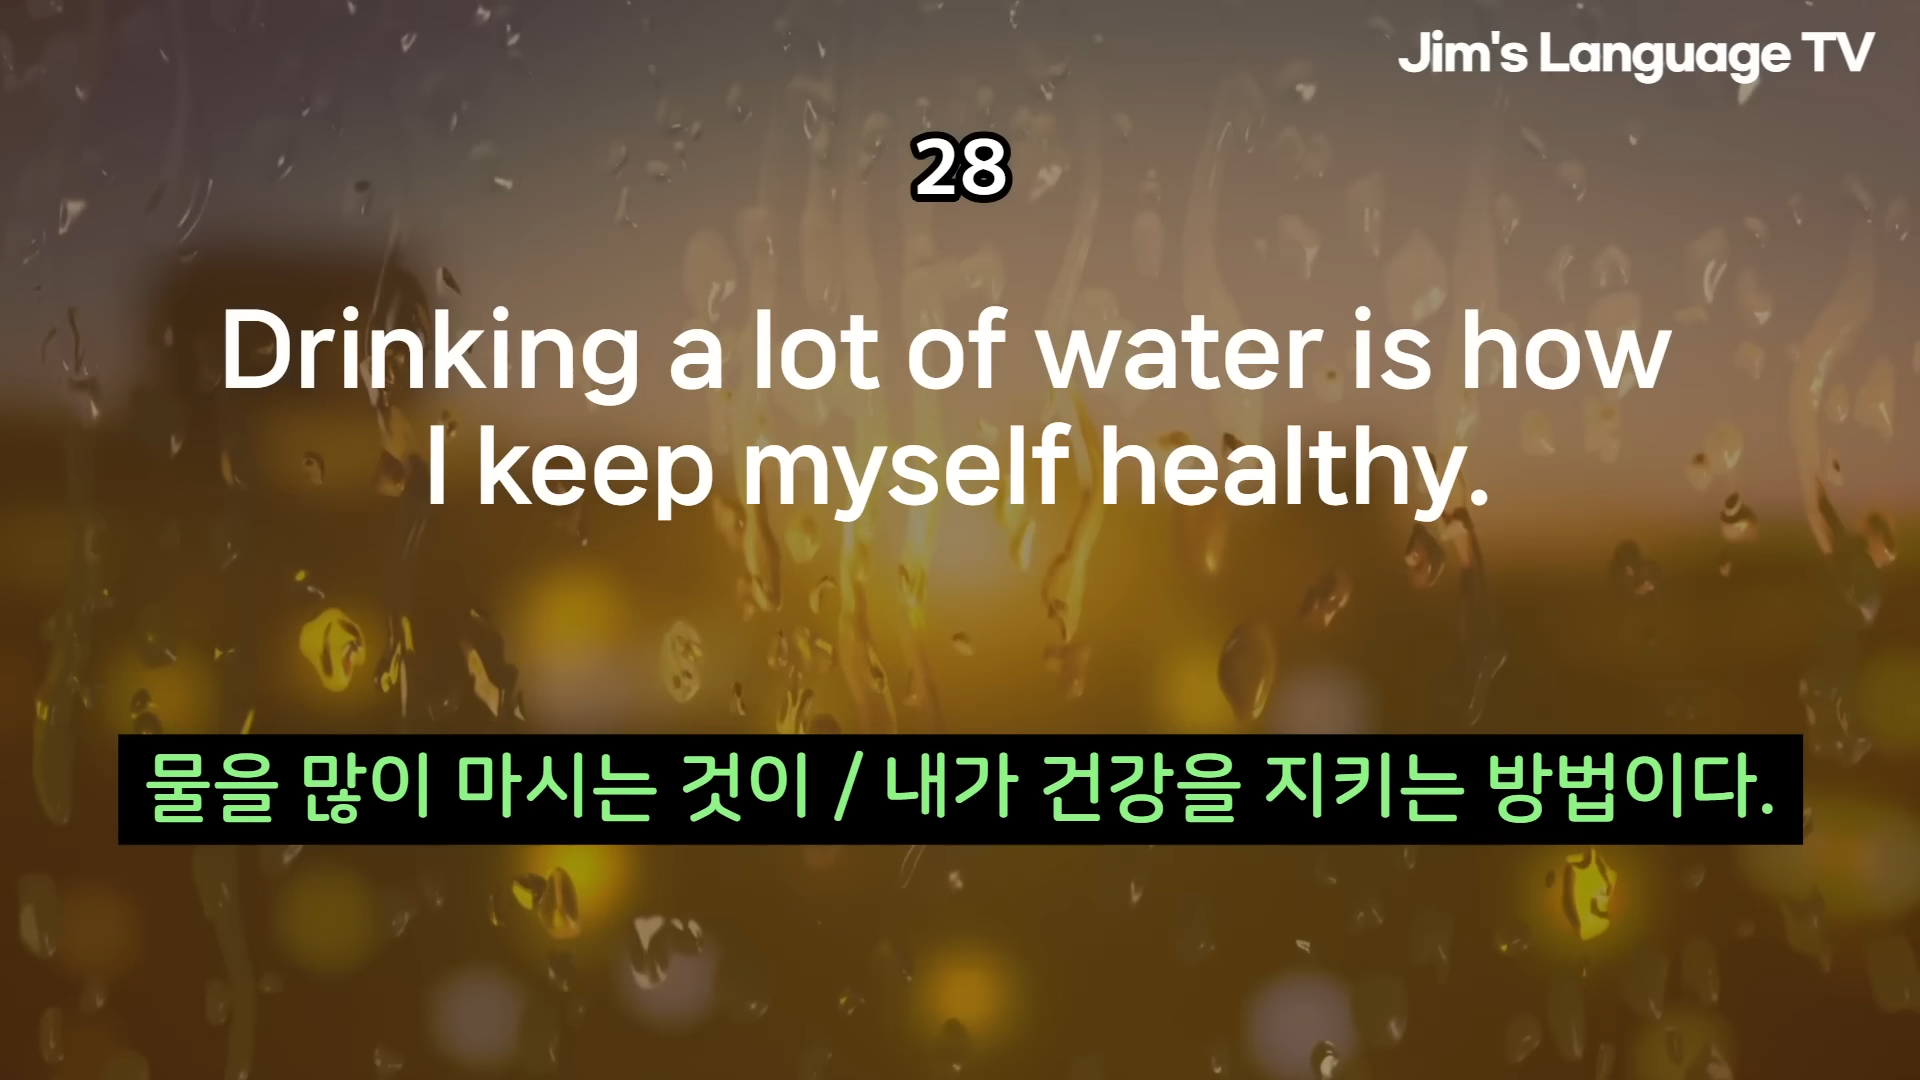 Jim's Language TV
28
Drinking a lot of water is how
I keep myself healthy.
물을 많이 마시는 것이 / 내가 건강을 지키는 방법이다.